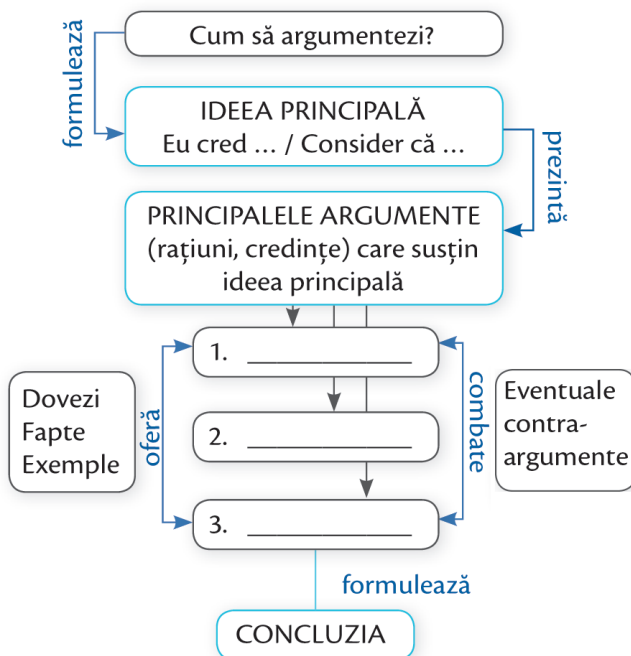 Cum să argumentezi?
formulează
IDEEA PRINCIPALĂ
Eu cred ... / Consider că ...
prezintă
PRINCIPALELE ARGUMENTE
(rațiuni, credințe) care susțin
ideea principală
1. ______________
2. ______________
3. ______________
Dovezi
Fapte
Exemple
oferă
combate
Eventuale
contra-
argumente
formulează
CONCLUZIA